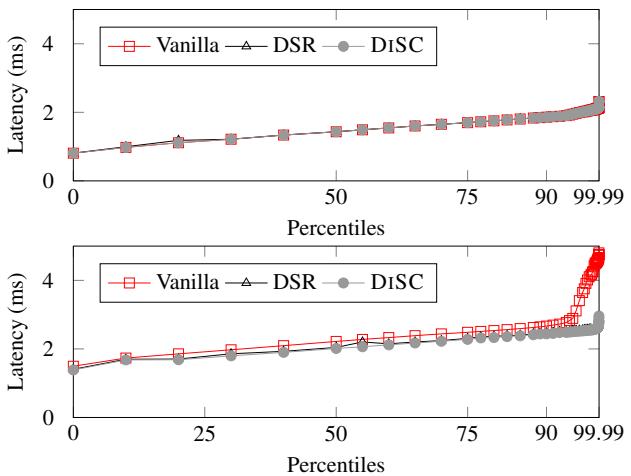 4
Vanilla DSR DISC
2
0
Latency (ms)
0 50 75 90 99.99
Percentiles
4
Vanilla DSR DISC
2
0
Latency (ms)
0 25 50 75 90 99.99
Percentiles